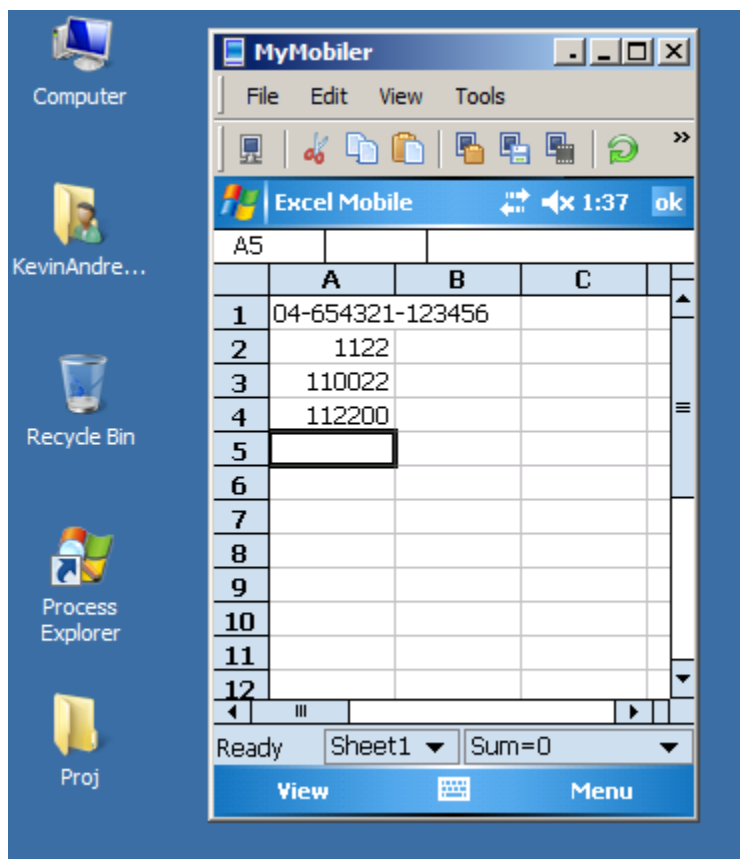 Computer
KevinAndre...
Recycle Bin
Process
Explorer
Proj
MyMobiler
File Edit View Tools
»
Excel Mobile 1:37 ok
A5
A B C
1 04-654321-123456
2 1122
3 110022
4 112200
5
6
7
8
9
10
11
12
Ready Sheet1 Sum=0
View Menu